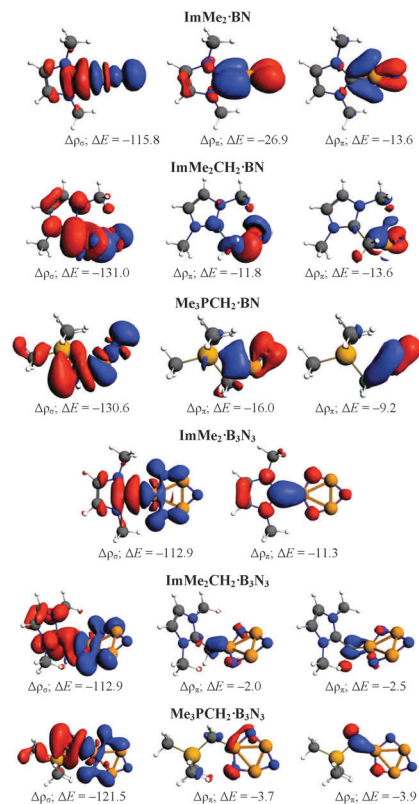 ImMe₂·BN
Δρσ; ΔE = –115.8 Δρπ; ΔE = –26.9 Δρπ; ΔE = –13.6
ImMe₂CH₂·BN
Δρσ; ΔE = –131.0 Δρπ; ΔE = –11.8 Δρπ; ΔE = –13.6
Me₃PCH₂·BN
Δρσ; ΔE = –130.6 Δρπ; ΔE = –16.0 Δρπ; ΔE = –9.2
ImMe₂·B₃N₃
Δρσ; ΔE = –112.9 Δρπ; ΔE = –11.3
ImMe₂CH₂·B₃N₃
Δρσ; ΔE = –112.9 Δρπ; ΔE = –2.0 Δρπ; ΔE = –2.5
Me₃PCH₂·B₃N₃
Δρσ; ΔE = –121.5 Δρπ; ΔE = –3.7 Δρπ; ΔE = –3.9